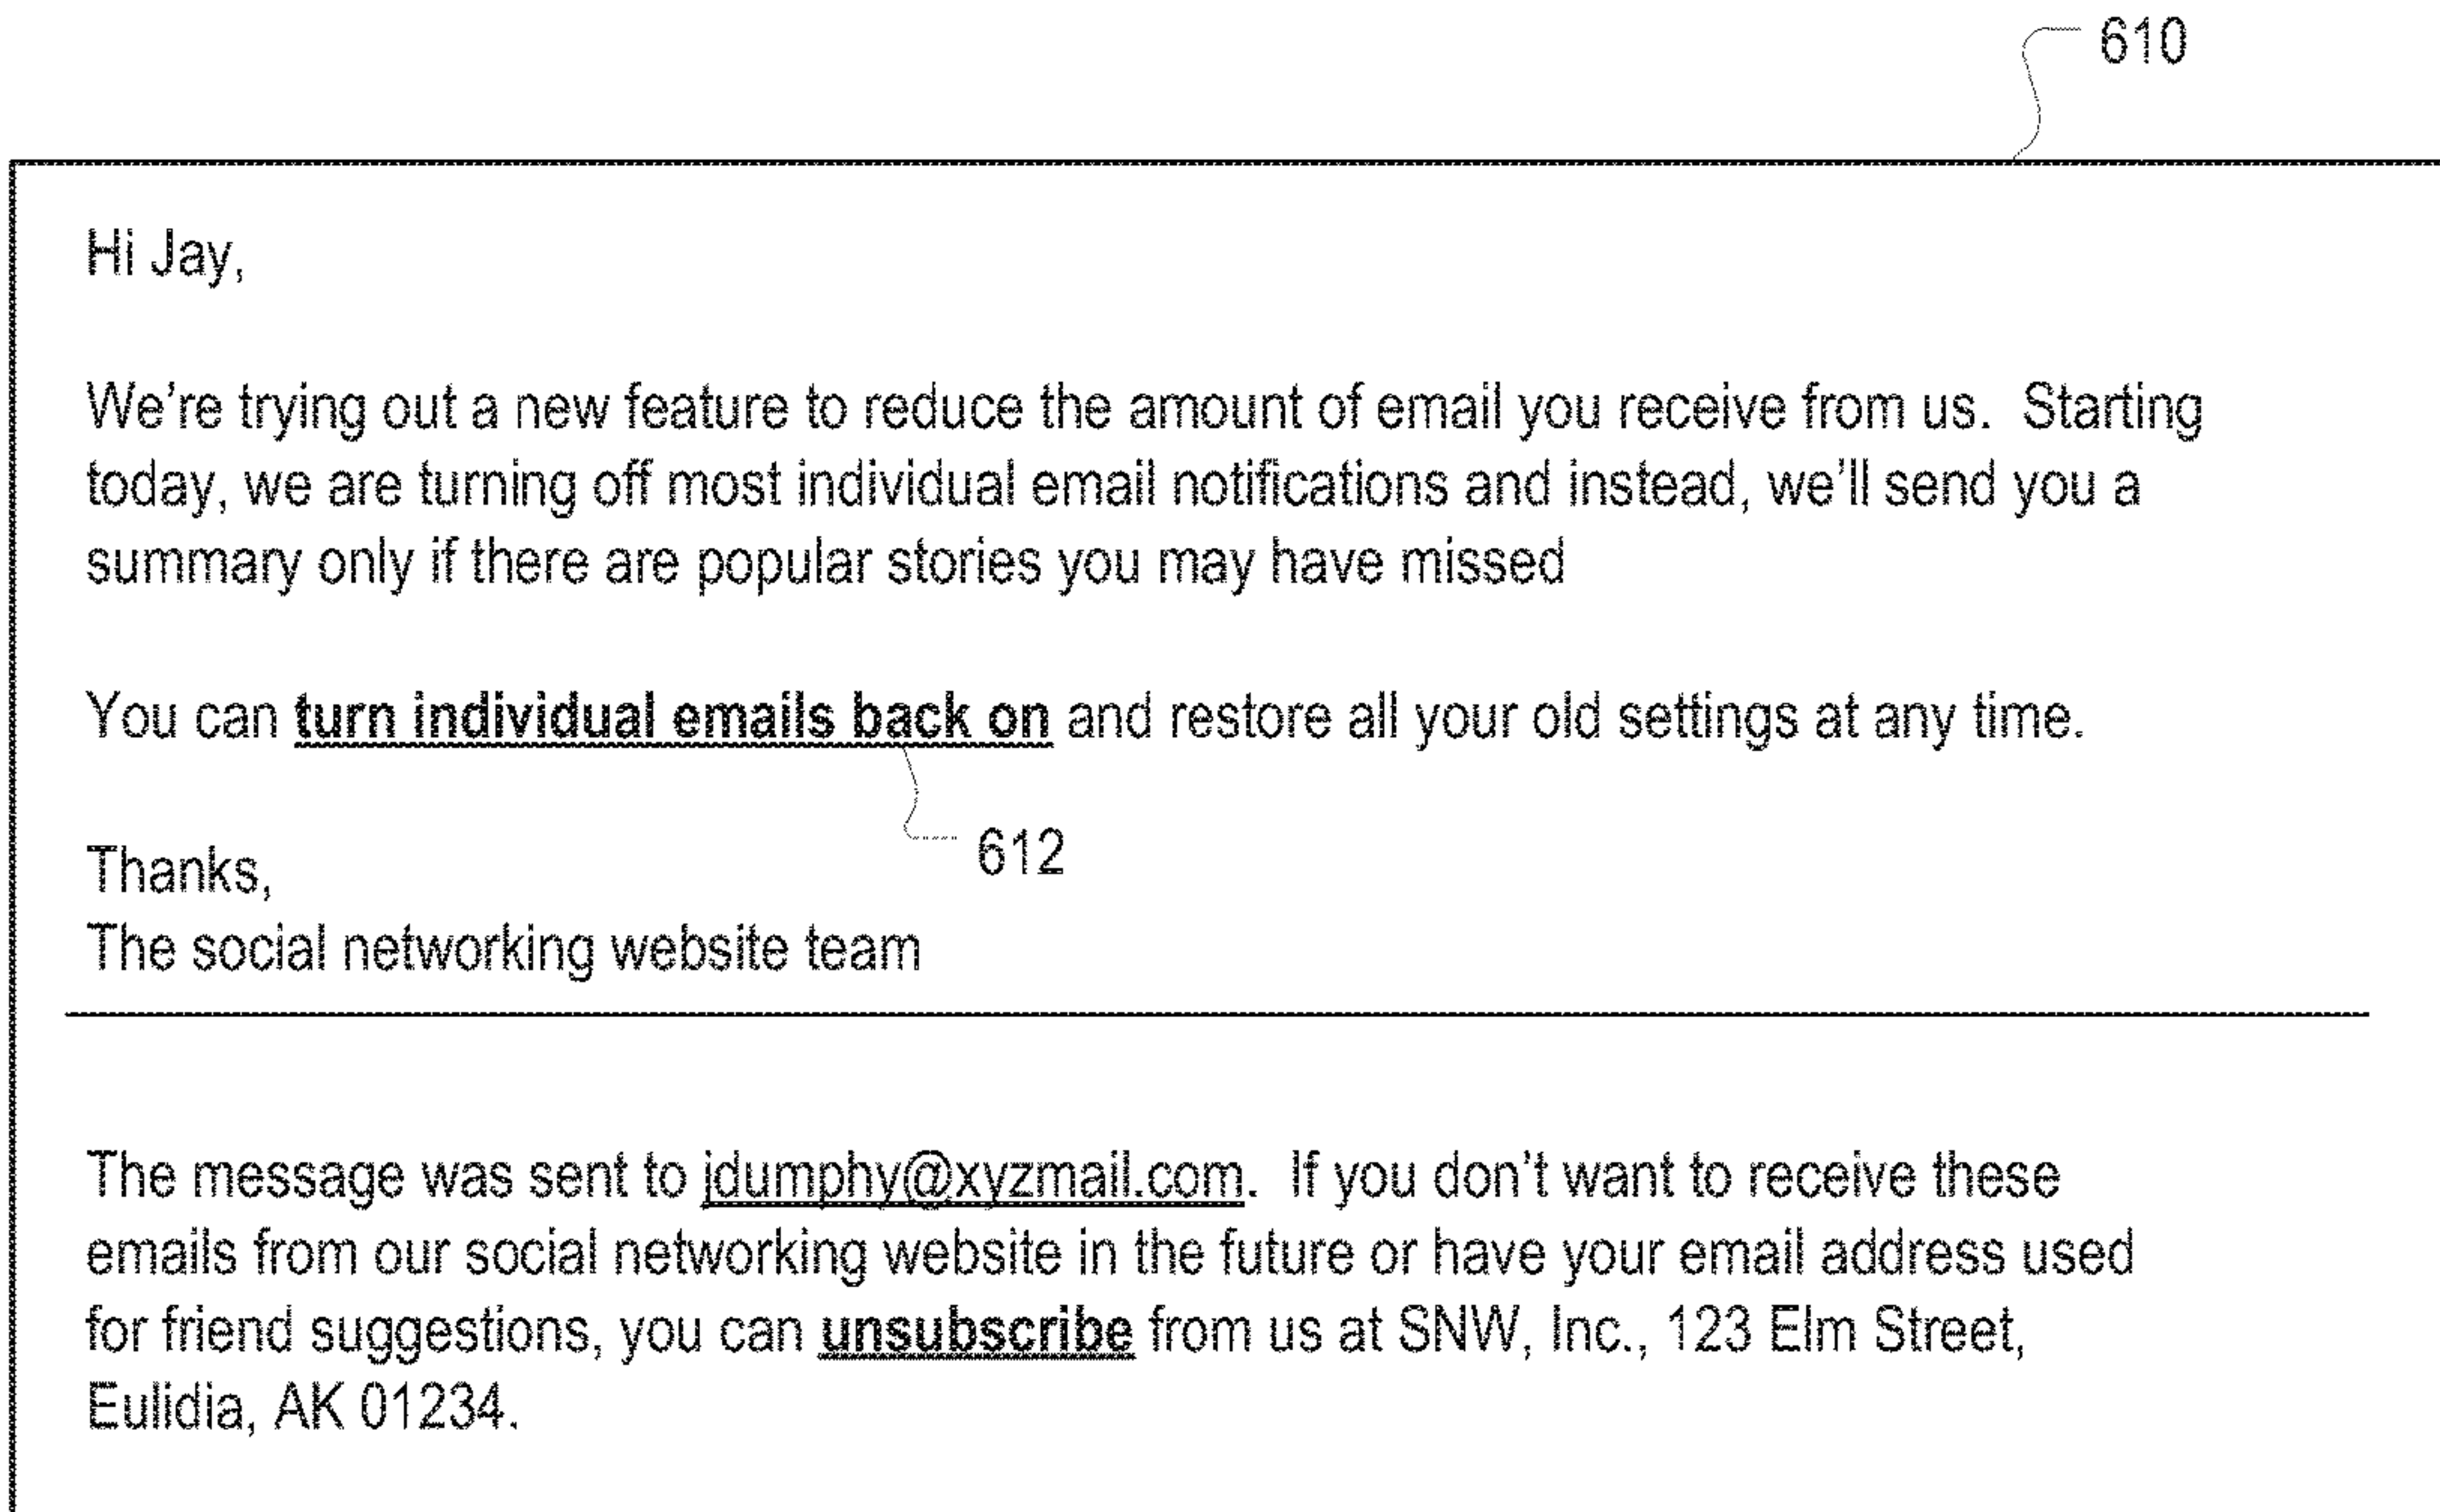 610
Hi Jay,
We're trying out a new feature to reduce the amount of email you receive from us.  Starting
today, we are turning off most individual email notifications and instead, we'll send you a
summary only if there are popular stories you may have missed
You can turn individual emails back on and restore all your old settings at any time.
612
Thanks,
The social networking website team
The message was sent to jdumphy@xyzmail.com.  If you don't want to receive these
emails from our social networking website in the future or have your email address used
for friend suggestions, you can unsubscribe from us at SNW, Inc., 123 Elm Street,
Eulidia, AK 01234.